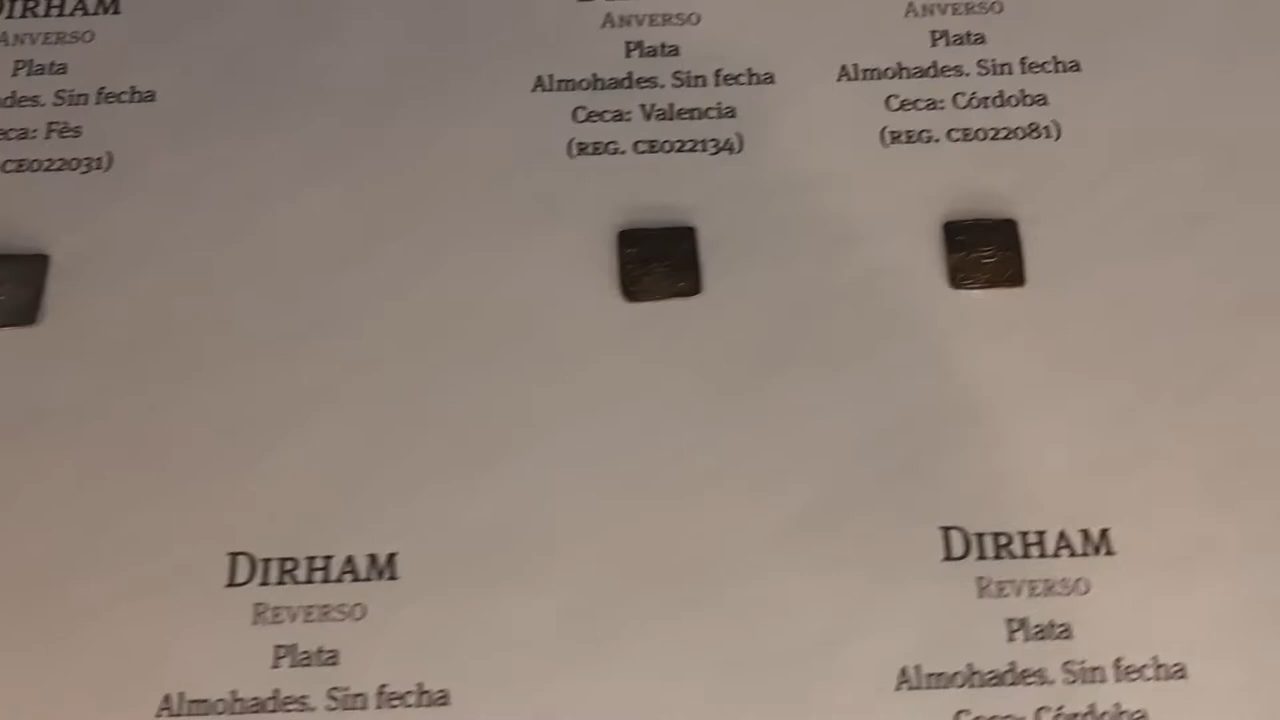 DIRHAM
ANVERSO
Plata
des. Sin fecha
eca: Fès
CE022031)
ANVERSO
Plata
Almohades. Sin fecha
Ceca: Valencia
(REG. CE022134)
ANVERSO
Plata
Almohades. Sin fecha
Ceca: Córdoba
(REG. CE022081)
DIRHAM
REVERSO
Plata
Almohades. Sin fecha
DIRHAM
REVERSO
Plata
Almohades. Sin fecha
Ceca: Córdoba